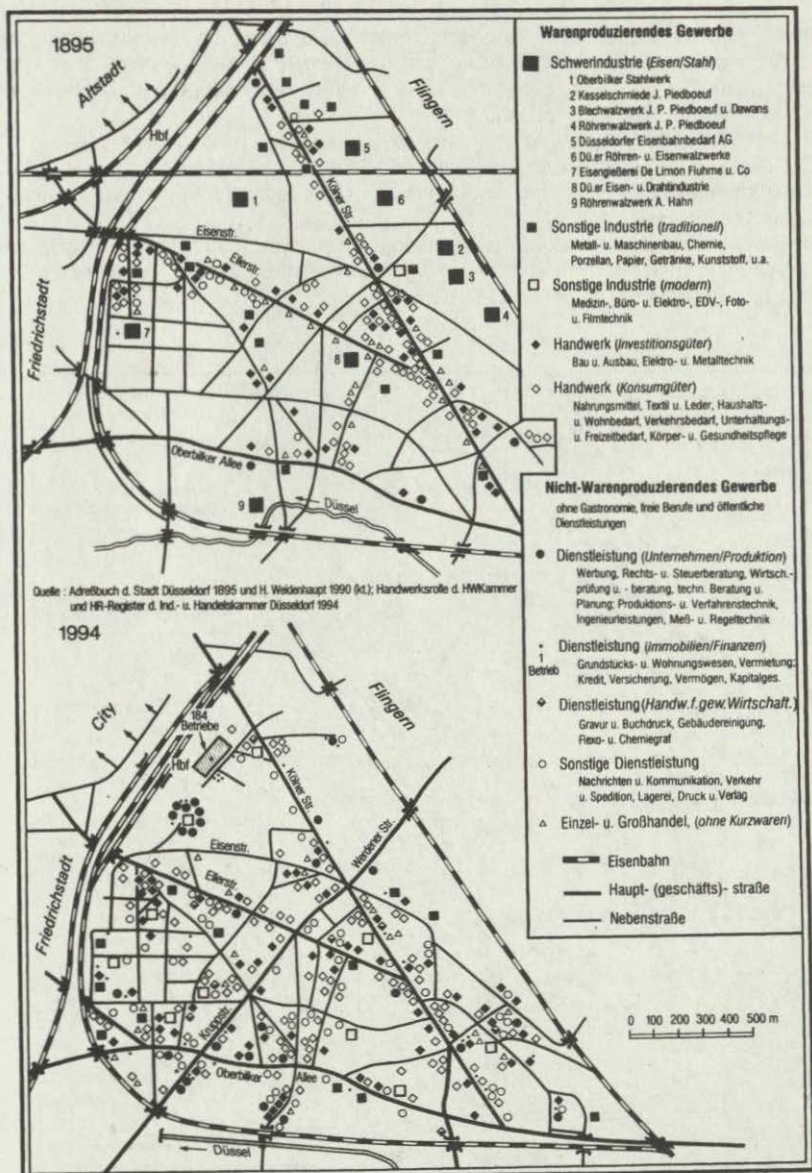 1895
Altstadt
Hbf
Flingern
Kölner Str.
5
1
6
Eisenstr.
Ellerstr.
2
3
4
Friedrichstadt
7
8
Oberbilker Allee
9
Düssel
Quelle : Adreßbuch d. Stadt Düsseldorf 1895 und H. Weidenhaupt 1990 (kt.); Handwerksrolle d. HWKammer
und HR-Register d. Ind.- u. Handelskammer Düsseldorf 1994
1994
City
184
Betriebe
Hbf
Flingern
Kölner Str.
Werdener Str.
Eisenstr.
Ellerstr.
Friedrichstadt
Kruppstr.
AG
Oberbilker Allee
Düssel
Warenproduzierendes Gewerbe
Schwerindustrie (Eisen/Stahl)
1 Oberbilker Stahlwerk
2 Kesselschmiede J. Piedboeuf
3 Blechwalzwerk J. P. Piedboeuf u. Dawans
4 Röhrenwalzwerk J. P. Piedboeuf
5 Düsseldorfer Eisenbahnbedarf AG
6 Dü.er Röhren- u. Eisenwalzwerke
7 Eisengießerei De Limon Fluhme u. Co
8 Dü.er Eisen- u. Drahtindustrie
9 Röhrenwalzwerk A. Hahn
Sonstige Industrie (traditionell)
Metall- u. Maschinenbau, Chemie,
Porzellan, Papier, Getränke, Kunststoff, u.a.
Sonstige Industrie (modern)
Medizin-, Büro- u. Elektro-, EDV-, Foto-
u. Filmtechnik
Handwerk (Investitionsgüter)
Bau u. Ausbau, Elektro- u. Metalltechnik
Handwerk (Konsumgüter)
Nahrungsmittel, Textil u. Leder, Haushalts-
u. Wohnbedarf, Verkehrsbedarf, Unterhaltungs-
u. Freizeitbedarf, Körper- u. Gesundheitspflege
Nicht-Warenproduzierendes Gewerbe
ohne Gastronomie, freie Berufe und öffentliche
Dienstleistungen
Dienstleistung (Unternehmen/Produktion)
Werbung, Rechts- u. Steuerberatung, Wirtsch.-
prüfung u. - beratung, techn. Beratung u.
Planung; Produktions- u. Verfahrenstechnik,
Ingenieurleistungen, Meß- u. Regeltechnik
Dienstleistung (Immobilien/Finanzen)
1
Betrieb
Grundstücks- u. Wohnungswesen, Vermietung;
Kredit, Versicherung, Vermögen, Kapitalges.
Dienstleistung (Handw.f.gew.Wirtschaft.)
Gravur u. Buchdruck, Gebäudereinigung,
Flexo- u. Chemiegraf
Sonstige Dienstleistung
Nachrichten u. Kommunikation, Verkehr
u. Spedition, Lagerei, Druck u. Verlag
Einzel- u. Großhandel, (ohne Kurzwaren)
Eisenbahn
Haupt- (geschäfts)- straße
Nebenstraße
0 100 200 300 400 500 m